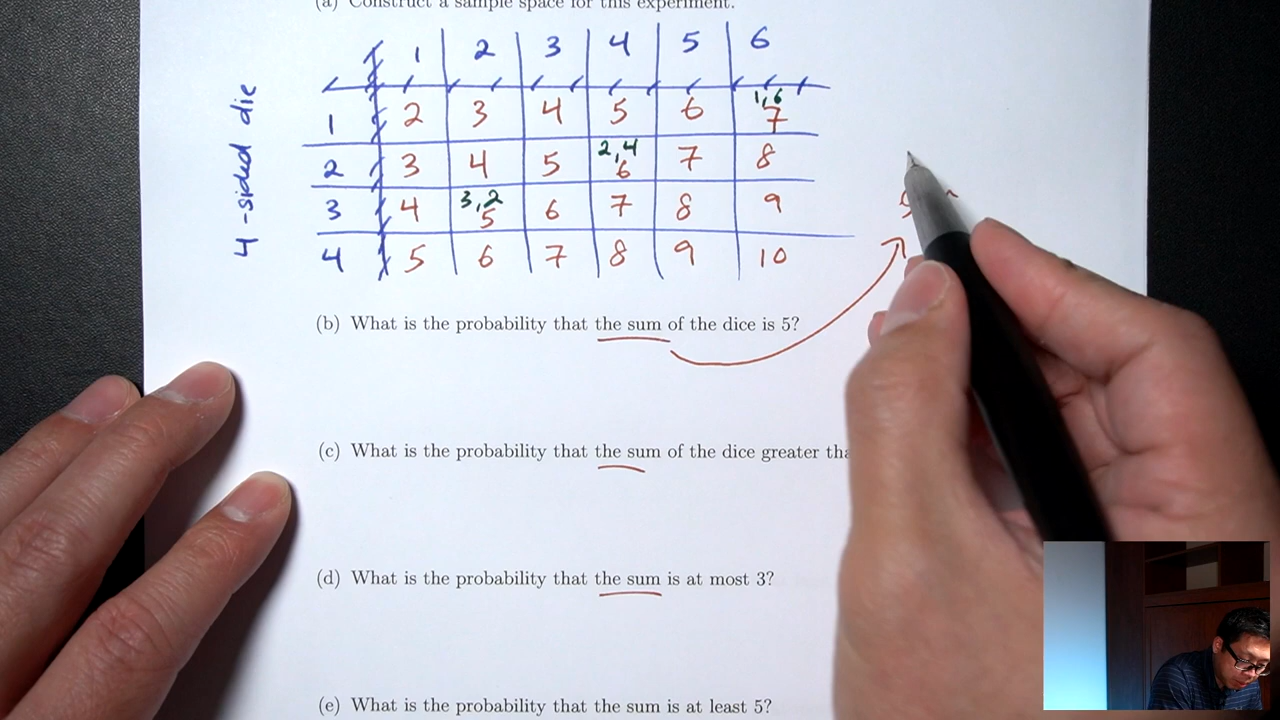 (a) Construct a sample space for this experiment.
1 2 3 4 5 6
4-sided die
1,6
1 2 3 4 5 6 7
2,4
2 3 4 5 6 7 8
3,2
3 4 5 6 7 8 9
4 5 6 7 8 9 10
(b) What is the probability that the sum of the dice is 5?
(c) What is the probability that the sum of the dice greater
(d) What is the probability that the sum is at most 3?
(e) What is the probability that the sum is at least 5?